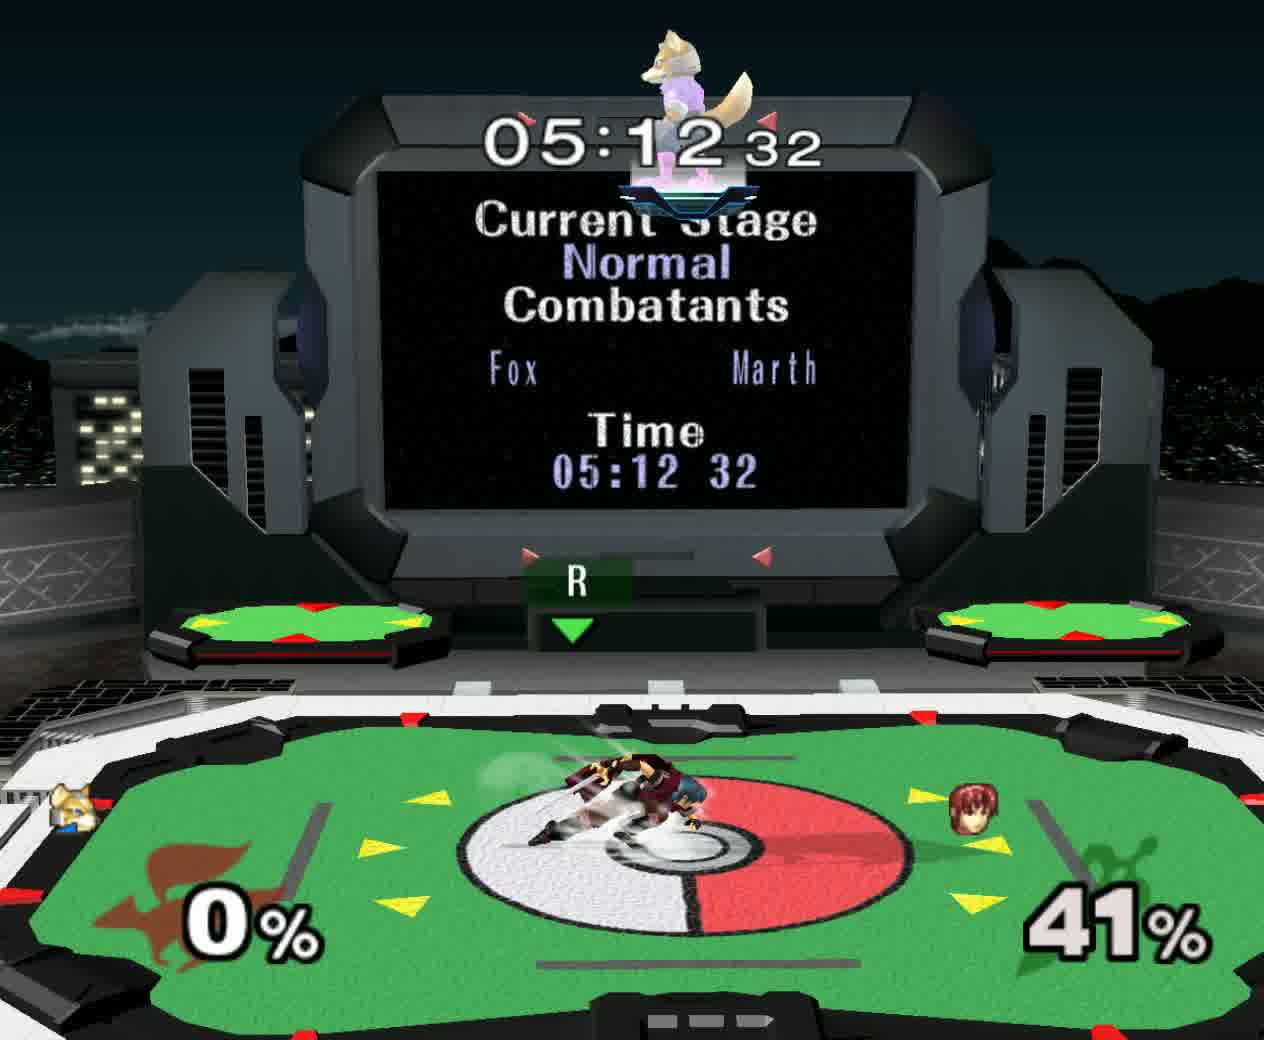 05:12 32
Current Stage
Normal
Combatants
Fox Marth
Time
05:12 32
R
0% 41%